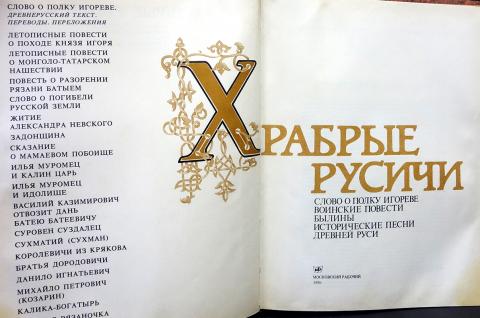 СЛОВО О ПОЛКУ ИГОРЕВЕ.
ДРЕВНЕРУССКИЙ ТЕКСТ.
ПЕРЕВОДЫ. ПЕРЕЛОЖЕНИЯ
ЛЕТОПИСНЫЕ ПОВЕСТИ
О ПОХОДЕ КНЯЗЯ ИГОРЯ
ЛЕТОПИСНЫЕ ПОВЕСТИ
О МОНГОЛО-ТАТАРСКОМ
НАШЕСТВИИ
ПОВЕСТЬ О РАЗОРЕНИИ
РЯЗАНИ БАТЫЕМ
СЛОВО О ПОГИБЕЛИ
РУССКОЙ ЗЕМЛИ
ЖИТИЕ
АЛЕКСАНДРА НЕВСКОГО
ЗАДОНЩИНА
СКАЗАНИЕ
О МАМАЕВОМ ПОБОИЩЕ
ИЛЬЯ МУРОМЕЦ
И КАЛИН ЦАРЬ
ИЛЬЯ МУРОМЕЦ
И ИДОЛИЩЕ
ВАСИЛИЙ КАЗИМИРОВИЧ
ОТВОЗИТ ДАНЬ
БАТЕЮ БАТЕЕВИЧУ
СУРОВЕН СУЗДАЛЕЦ
СУХМАТИЙ (СУХМАН)
КОРОЛЕВИЧИ ИЗ КРЯКОВА
БРАТЬЯ ДОРОДОВИЧИ
ДАНИЛО ИГНАТЬЕВИЧ
МИХАЙЛО ПЕТРОВИЧ
(КОЗАРИН)
КАЛИКА-БОГАТЫРЬ
РЯЗАНОЧКА
ХРАБРЫЕ
РУСИЧИ
СЛОВО О ПОЛКУ ИГОРЕВЕ
ВОИНСКИЕ ПОВЕСТИ
БЫЛИНЫ
ИСТОРИЧЕСКИЕ ПЕСНИ
ДРЕВНЕЙ РУСИ
МОСКОВСКИЙ РАБОЧИЙ